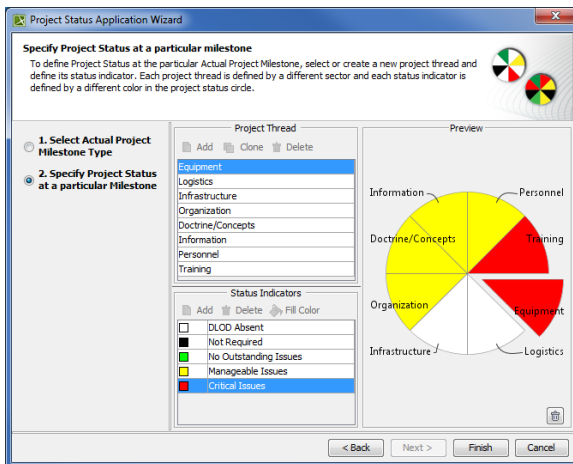 Project Status Application Wizard
Specify Project Status at a particular milestone
To define Project Status at the particular Actual Project Milestone, select or create a new project thread and
define its status indicator. Each project thread is defined by a different sector and each status indicator is
defined by a different color in the project status circle.
1. Select Actual Project
Milestone Type
2. Specify Project Status
at a particular Milestone
Project Thread
Add Clone Delete
Equipment
Logistics
Infrastructure
Organization
Doctrine/Concepts
Information
Personnel
Training
Status Indicators
Add Delete Fill Color
DLOD Absent
Not Required
No Outstanding Issues
Manageable Issues
Critical Issues
Preview
Information Personnel
Doctrine/Concepts Training
Organization Equipment
Infrastructure Logistics
< Back Next > Finish Cancel